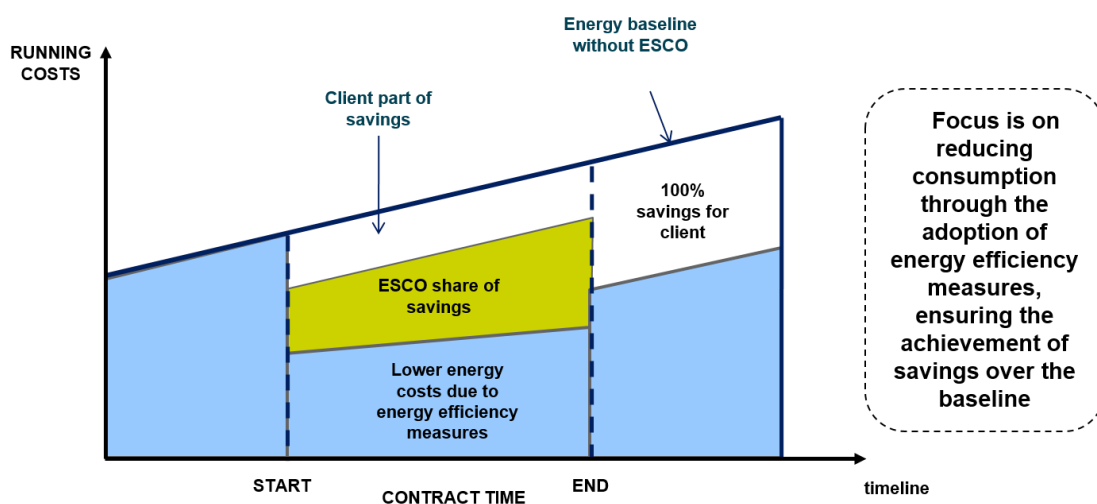 RUNNING
COSTS
Energy baseline
without ESCO
Client part of
savings
100%
savings for
client
ESCO share of
savings
Lower energy
costs due to
energy efficiency
measures
START
CONTRACT TIME
END
timeline
Focus is on
reducing
consumption
through the
adoption of
energy efficiency
measures,
ensuring the
achievement of
savings over the
baseline